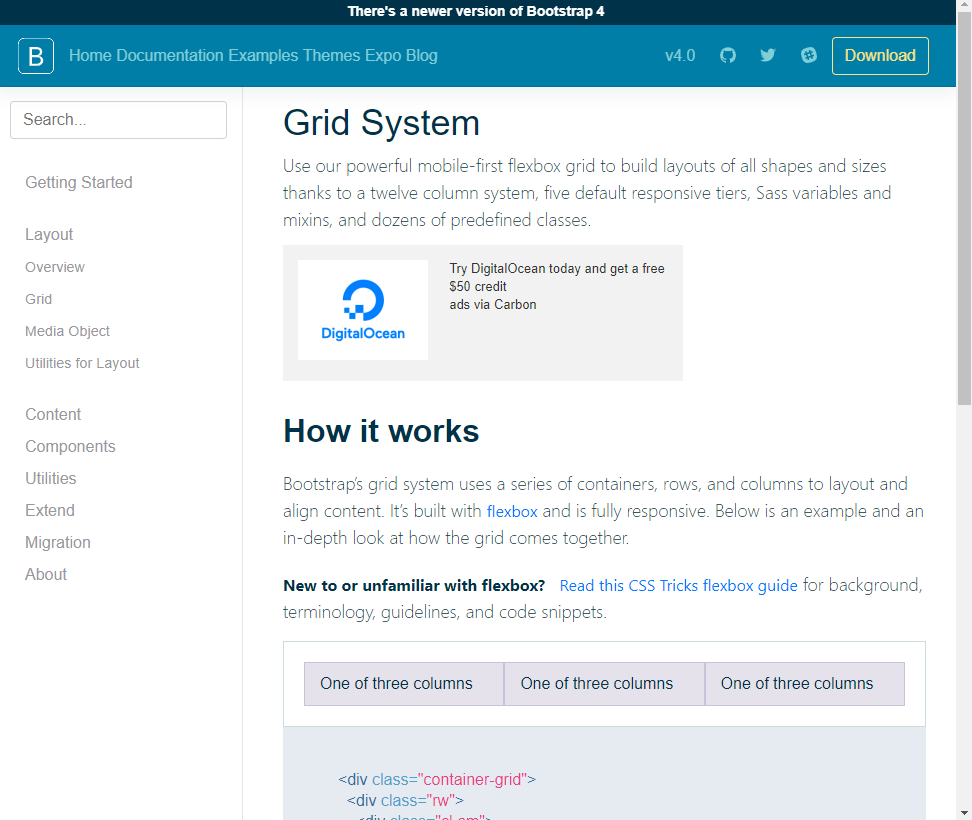 There's a newer version of Bootstrap 4
B Home Documentation Examples Themes Expo Blog v4.0 Download
Search...
Getting Started
Layout
Overview
Grid
Media Object
Utilities for Layout
Content
Components
Utilities
Extend
Migration
About
Grid System
Use our powerful mobile-first flexbox grid to build layouts of all shapes and sizes
thanks to a twelve column system, five default responsive tiers, Sass variables and
mixins, and dozens of predefined classes.
DigitalOcean
Try DigitalOcean today and get a free
$50 credit
ads via Carbon
How it works
Bootstrap’s grid system uses a series of containers, rows, and columns to layout and
align content. It’s built with flexbox and is fully responsive. Below is an example and an
in-depth look at how the grid comes together.
New to or unfamiliar with flexbox? Read this CSS Tricks flexbox guide for background,
terminology, guidelines, and code snippets.
One of three columns One of three columns One of three columns
<div class="container-grid">
<div class="rw">
<div class="cl-sm">